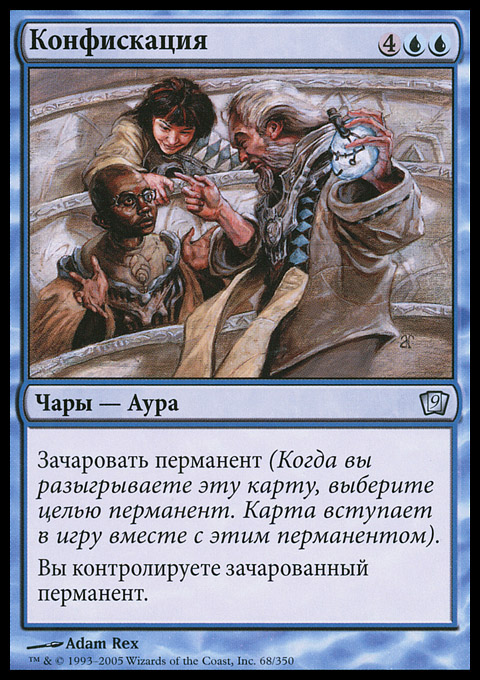 Конфискация 4
Чары — Аура 9
Зачаровать перманент (Когда вы
разыгрываете эту карту, выберите
целью перманент. Карта вступает
в игру вместе с этим перманентом).
Вы контролируете зачарованный
перманент.
Adam Rex
™ & © 1993–2005 Wizards of the Coast, Inc. 68/350